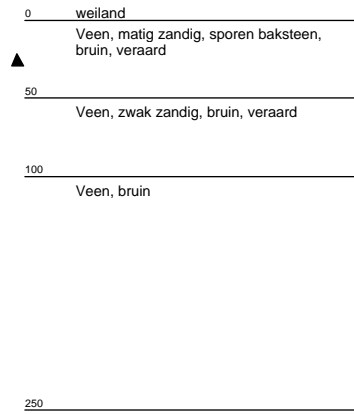 0 weiland
Veen, matig zandig, sporen baksteen,
bruin, veraard
50
Veen, zwak zandig, bruin, veraard
100
Veen, bruin
250